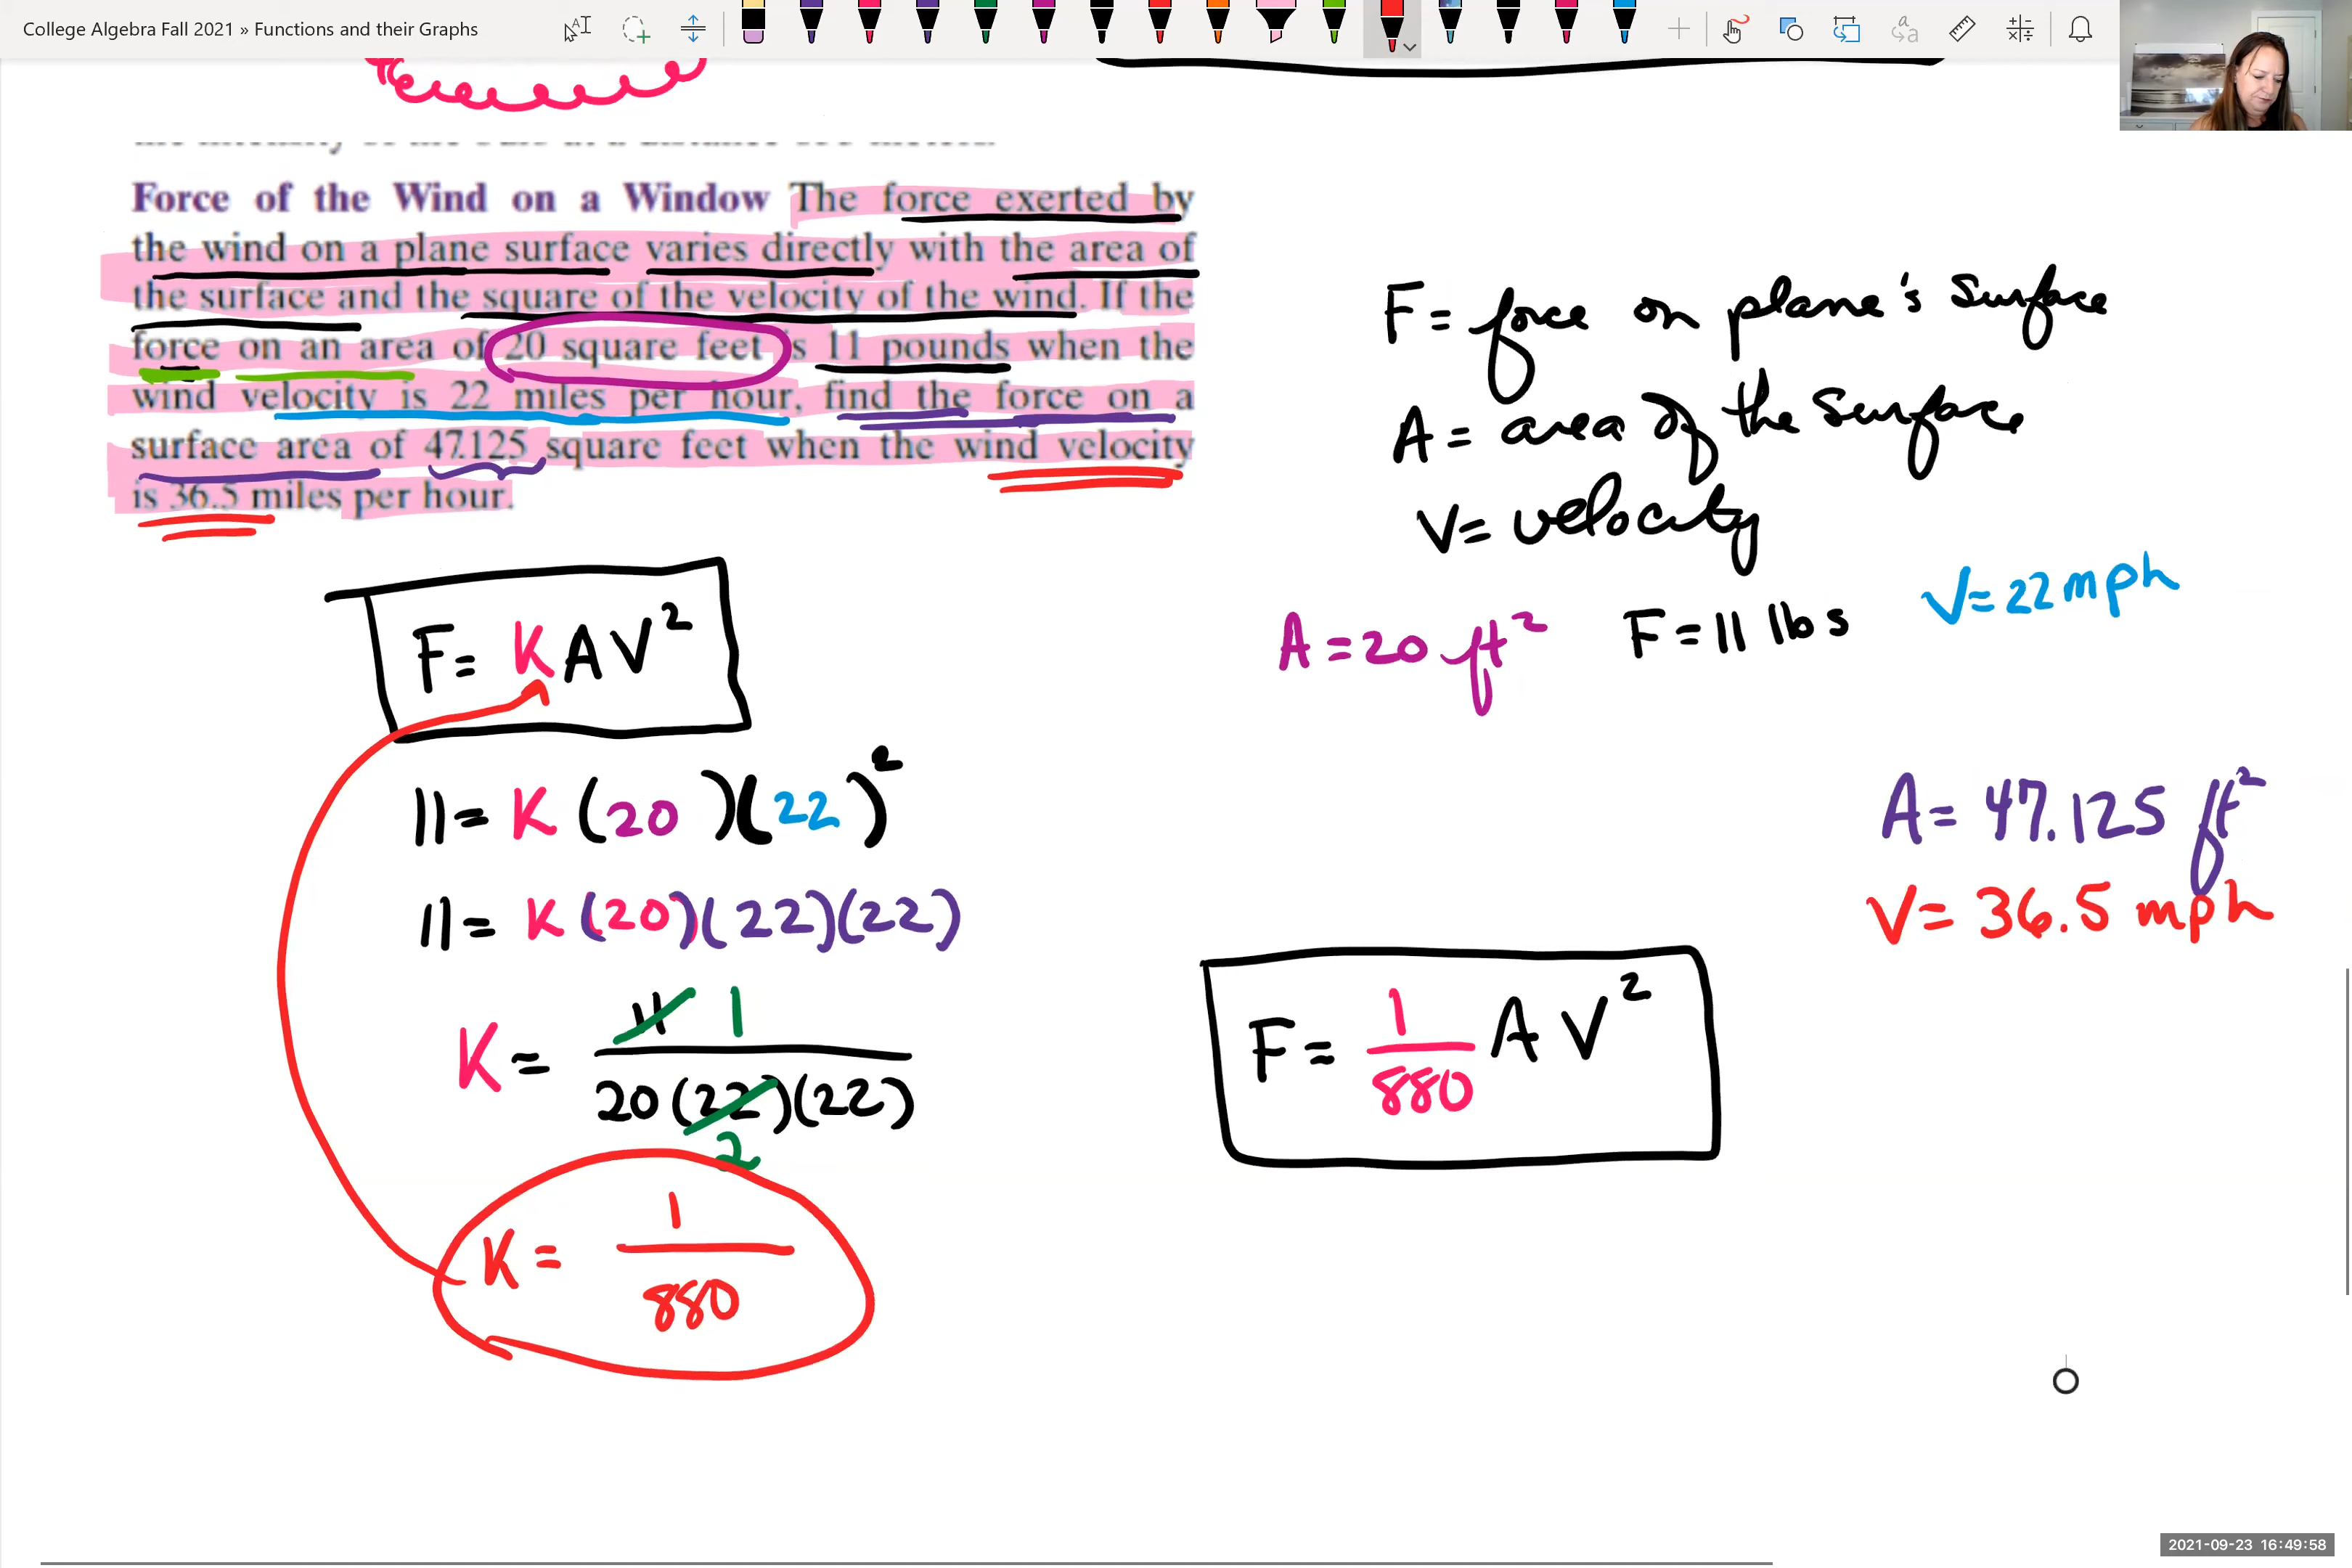 College Algebra Fall 2021 » Functions and their Graphs
Force of the Wind on a Window The force exerted by
the wind on a plane surface varies directly with the area of
the surface and the square of the velocity of the wind. If the
force on an area of 20 square feet is 11 pounds when the
wind velocity is 22 miles per hour, find the force on a
surface area of 47.125 square feet when the wind velocity
is 36.5 miles per hour.
F = force on plane's surface
A = area of the surface
V = velocity
A = 20 ft² F = 11 lbs V = 22 mph
F = KAV²
11 = K (20)(22)²
11 = K(20)(22)(22)
K = 11 1 / 20(22)(22)
2
K = 1 / 880
A = 47.125 ft²
V = 36.5 mph
F = 1/880 A V²
2021-09-23 16:49:58